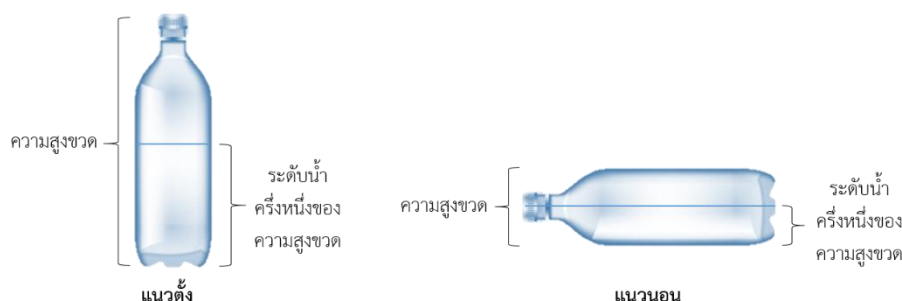 ความสูงขวด
ระดับน้ำ
ครึ่งหนึ่งของ
ความสูงขวด
แนวตั้ง
ความสูงขวด
ระดับน้ำ
ครึ่งหนึ่งของ
ความสูงขวด
แนวนอน